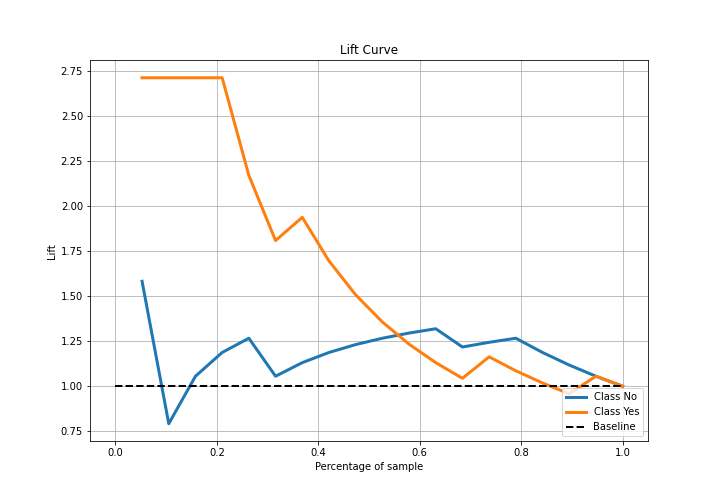 Lift Curve
Lift
2.75
2.50
2.25
2.00
1.75
1.50
1.25
1.00
0.75
Class No
Class Yes
Baseline
0.0 0.2 0.4 0.6 0.8 1.0
Percentage of sample